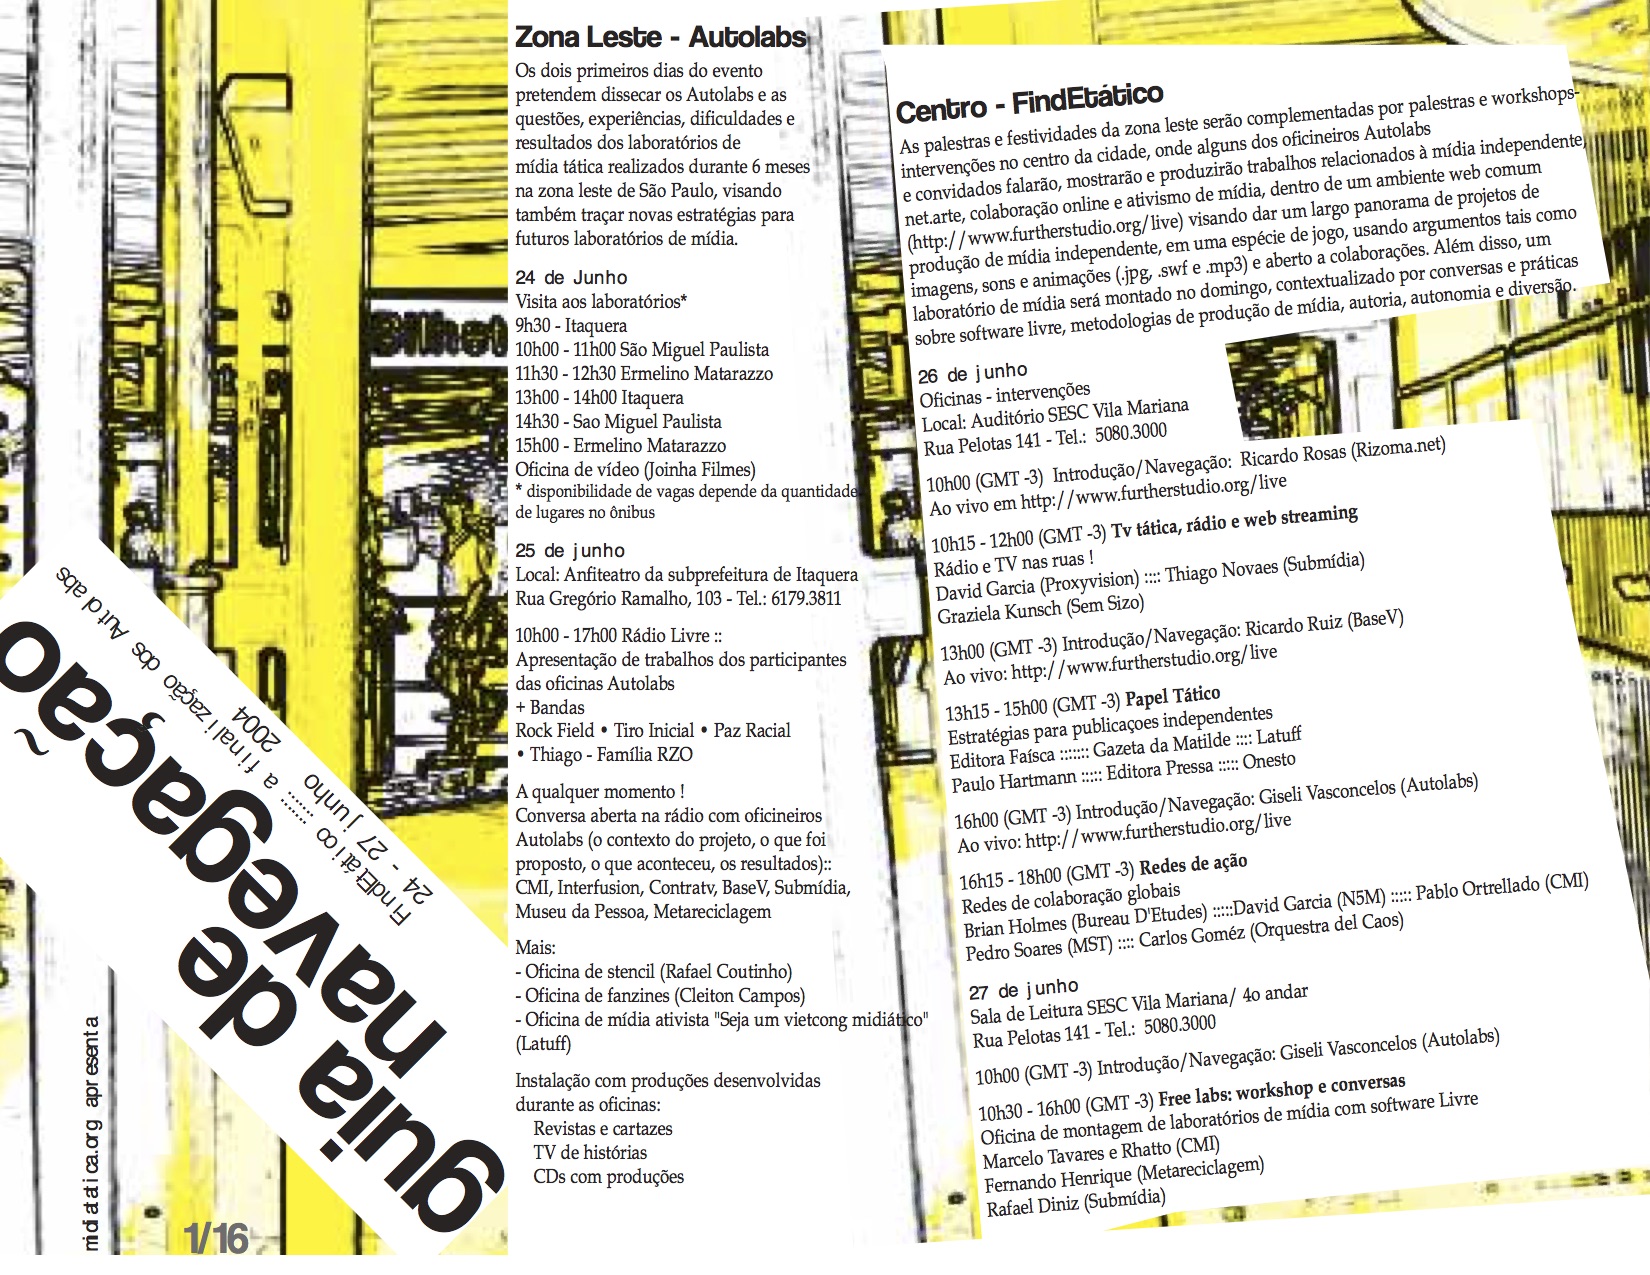 guia de
navegação
FindEtático ::::::: a finalização dos Autolabs
24 - 27 junho 2004
midiatatica.org apresenta
1/16
Zona Leste - Autolabs
Os dois primeiros dias do evento
pretendem dissecar os Autolabs e as
questões, experiências, dificuldades e
resultados dos laboratórios de
mídia tática realizados durante 6 meses
na zona leste de São Paulo, visando
também traçar novas estratégias para
futuros laboratórios de mídia.
24 de Junho
Visita aos laboratórios*
9h30 - Itaquera
10h00 - 11h00 São Miguel Paulista
11h30 - 12h30 Ermelino Matarazzo
13h00 - 14h00 Itaquera
14h30 - Sao Miguel Paulista
15h00 - Ermelino Matarazzo
Oficina de vídeo (Joinha Filmes)
* disponibilidade de vagas depende da quantidade
de lugares no ônibus
25 de junho
Local: Anfiteatro da subprefeitura de Itaquera
Rua Gregório Ramalho, 103 - Tel.: 6179.3811
10h00 - 17h00 Rádio Livre ::
Apresentação de trabalhos dos participantes
das oficinas Autolabs
+ Bandas
Rock Field • Tiro Inicial • Paz Racial
• Thiago - Família RZO
A qualquer momento !
Conversa aberta na rádio com oficineiros
Autolabs (o contexto do projeto, o que foi
proposto, o que aconteceu, os resultados)::
CMI, Interfusion, Contratv, BaseV, Submídia,
Museu da Pessoa, Metareciclagem
Mais:
- Oficina de stencil (Rafael Coutinho)
- Oficina de fanzines (Cleiton Campos)
- Oficina de mídia ativista "Seja um vietcong midiático"
(Latuff)
Instalação com produções desenvolvidas
durante as oficinas:
Revistas e cartazes
TV de histórias
CDs com produções
Centro - FindEtático
As palestras e festividades da zona leste serão complementadas por palestras e workshops-
intervenções no centro da cidade, onde alguns dos oficineiros Autolabs
e convidados falarão, mostrarão e produzirão trabalhos relacionados à mídia independente,
net.arte, colaboração online e ativismo de mídia, dentro de um ambiente web comum
(http://www.furtherstudio.org/live) visando dar um largo panorama de projetos de
produção de mídia independente, em uma espécie de jogo, usando argumentos tais como
imagens, sons e animações (.jpg, .swf e .mp3) e aberto a colaborações. Além disso, um
laboratório de mídia será montado no domingo, contextualizado por conversas e práticas
sobre software livre, metodologias de produção de mídia, autoria, autonomia e diversão.
26 de junho
Oficinas - intervenções
Local: Auditório SESC Vila Mariana
Rua Pelotas 141 - Tel.: 5080.3000
10h00 (GMT -3) Introdução/Navegação: Ricardo Rosas (Rizoma.net)
Ao vivo em http://www.furtherstudio.org/live
10h15 - 12h00 (GMT -3) Tv tática, rádio e web streaming
Rádio e TV nas ruas !
David Garcia (Proxyvision) :::: Thiago Novaes (Submídia)
Graziela Kunsch (Sem Sizo)
13h00 (GMT -3) Introdução/Navegação: Ricardo Ruiz (BaseV)
Ao vivo: http://www.furtherstudio.org/live
13h15 - 15h00 (GMT -3) Papel Tático
Estratégias para publicaçoes independentes
Editora Faísca ::::::: Gazeta da Matilde :::: Latuff
Paulo Hartmann ::::: Editora Pressa ::::: Onesto
16h00 (GMT -3) Introdução/Navegação: Giseli Vasconcelos (Autolabs)
Ao vivo: http://www.furtherstudio.org/live
16h15 - 18h00 (GMT -3) Redes de ação
Redes de colaboração globais
Brian Holmes (Bureau D'Etudes) :::::David Garcia (N5M) ::::: Pablo Ortrellado (CMI)
Pedro Soares (MST) :::: Carlos Goméz (Orquestra del Caos)
27 de junho
Sala de Leitura SESC Vila Mariana/ 4o andar
Rua Pelotas 141 - Tel.: 5080.3000
10h00 (GMT -3) Introdução/Navegação: Giseli Vasconcelos (Autolabs)
10h30 - 16h00 (GMT -3) Free labs: workshop e conversas
Oficina de montagem de laboratórios de mídia com software Livre
Marcelo Tavares e Rhatto (CMI)
Fernando Henrique (Metareciclagem)
Rafael Diniz (Submídia)